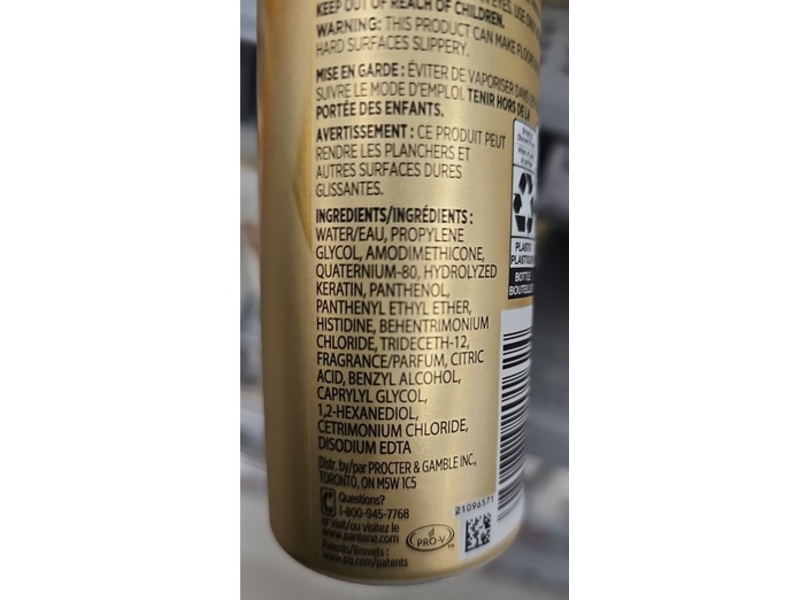 EYES. USE ONLY
KEEP OUT OF REACH OF CHILDREN.
WARNING: THIS PRODUCT CAN MAKE FLOORS
HARD SURFACES SLIPPERY.
MISE EN GARDE : ÉVITER DE VAPORISER DANS
SUIVRE LE MODE D'EMPLOI. TENIR HORS DE LA
PORTÉE DES ENFANTS.
AVERTISSEMENT : CE PRODUIT PEUT
RENDRE LES PLANCHERS ET
AUTRES SURFACES DURES
GLISSANTES.
INGREDIENTS/INGRÉDIENTS :
WATER/EAU, PROPYLENE
GLYCOL, AMODIMETHICONE,
QUATERNIUM-80, HYDROLYZED
KERATIN, PANTHENOL,
PANTHENYL ETHYL ETHER,
HISTIDINE, BEHENTRIMONIUM
CHLORIDE, TRIDECETH-12,
FRAGRANCE/PARFUM, CITRIC
ACID, BENZYL ALCOHOL,
CAPRYLYL GLYCOL,
1,2-HEXANEDIOL,
CETRIMONIUM CHLORIDE,
DISODIUM EDTA
Distr. by/par PROCTER & GAMBLE INC.,
TORONTO, ON M5W 1C5
Questions?
1-800-945-7768
or visit/ou visitez le
www.pantene.com
Patents/Brevets :
www.pg.com/patents
PRO-V
21096571
PLASTIC
PLASTIQUE
BOTTLE
BOUTEILLE